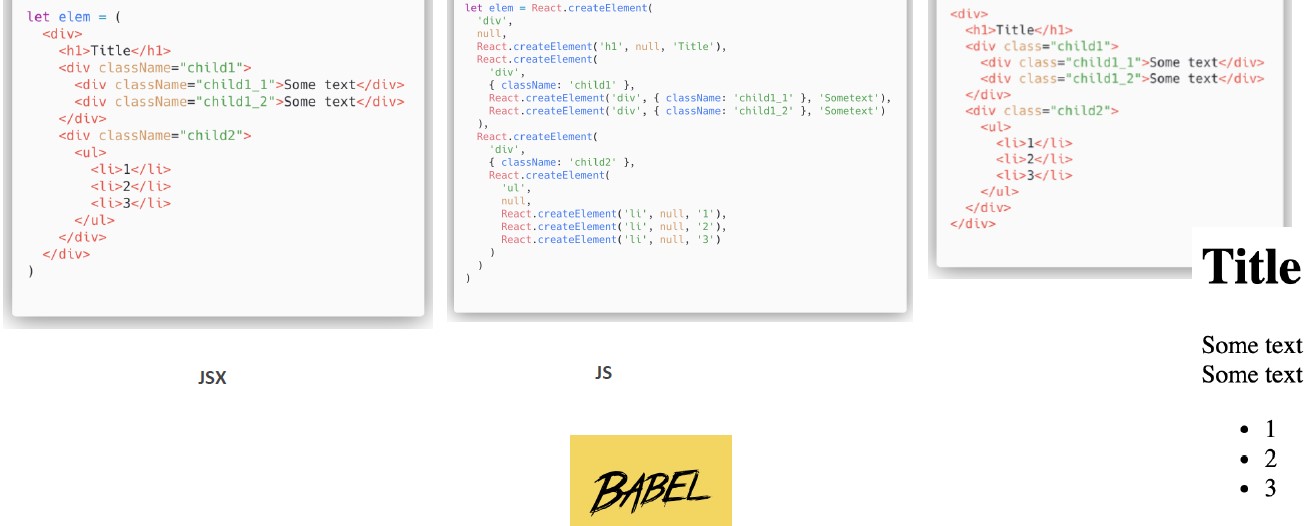 let elem = (
<div>
<h1>Title</h1>
<div className="child1">
<div className="child1_1">Some text</div>
<div className="child1_2">Some text</div>
</div>
<div className="child2">
<ul>
<li>1</li>
<li>2</li>
<li>3</li>
</ul>
</div>
</div>
)
JSX
let elem = React.createElement(
'div',
null,
React.createElement('h1', null, 'Title'),
React.createElement(
'div',
{ className: 'child1' },
React.createElement('div', { className: 'child1_1' }, 'Sometext'),
React.createElement('div', { className: 'child1_2' }, 'Sometext')
),
React.createElement(
'div',
{ className: 'child2' },
React.createElement(
'ul',
null,
React.createElement('li', null, '1'),
React.createElement('li', null, '2'),
React.createElement('li', null, '3')
)
)
)
JS
BABEL
<div>
<h1>Title</h1>
<div class="child1">
<div class="child1_1">Some text</div>
<div class="child1_2">Some text</div>
</div>
<div class="child2">
<ul>
<li>1</li>
<li>2</li>
<li>3</li>
</ul>
</div>
</div>
Title
Some text
Some text
• 1
• 2
• 3